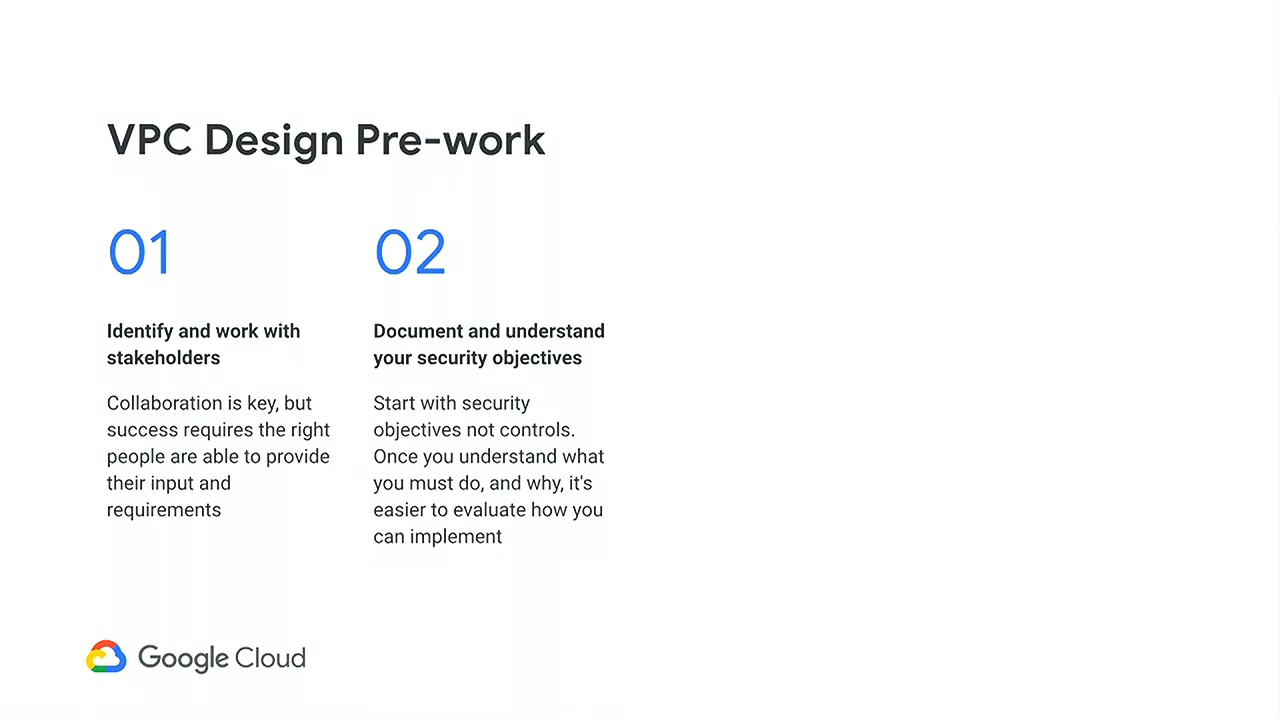 VPC Design Pre-work
01
Identify and work with
stakeholders
Collaboration is key, but
success requires the right
people are able to provide
their input and
requirements
02
Document and understand
your security objectives
Start with security
objectives not controls.
Once you understand what
you must do, and why, it's
easier to evaluate how you
can implement
Google Cloud